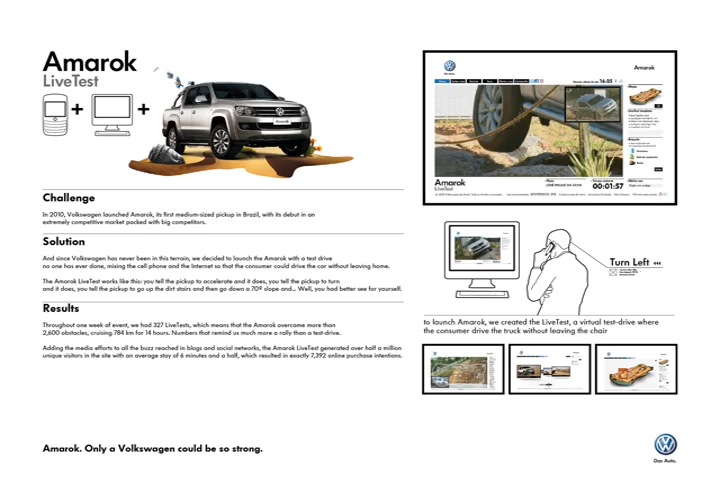 Amarok
LiveTest
Challenge
In 2010, Volkswagen launched Amarok, its first medium-sized pickup in Brazil, with its debut in an
extremely competitive market packed with big competitors.
Solution
And since Volkswagen has never been in this terrain, we decided to launch the Amarok with a test drive
no one has ever done, mixing the cell phone and the Internet so that the consumer could drive the car without leaving home.
The Amarok LiveTest works like this: you tell the pickup to accelerate and it does, you tell the pickup to turn
and it does, you tell the pickup to go up the dirt stairs and then go down a 70º slope and... Well, you had better see for yourself.
Results
Throughout one week of event, we had 327 LiveTests, which means that the Amarok overcame more than
2,600 obstacles, cruising 784 km for 14 hours. Numbers that remind us much more a rally than a test-drive.
Adding the media efforts to all the buzz reached in blogs and social networks, the Amarok LiveTest generated over half a million
unique visitors in the site with an average stay of 6 minutes and a half, which resulted in exactly 7,392 online purchase intentions.
Amarok. Only a Volkswagen could be so strong.
Amarok
16:05
Amarok
LiveTest
00:01:57
Turn Left
to launch Amarok, we created the LiveTest, a virtual test-drive where
the consumer drive the truck without leaving the chair
Das Auto.